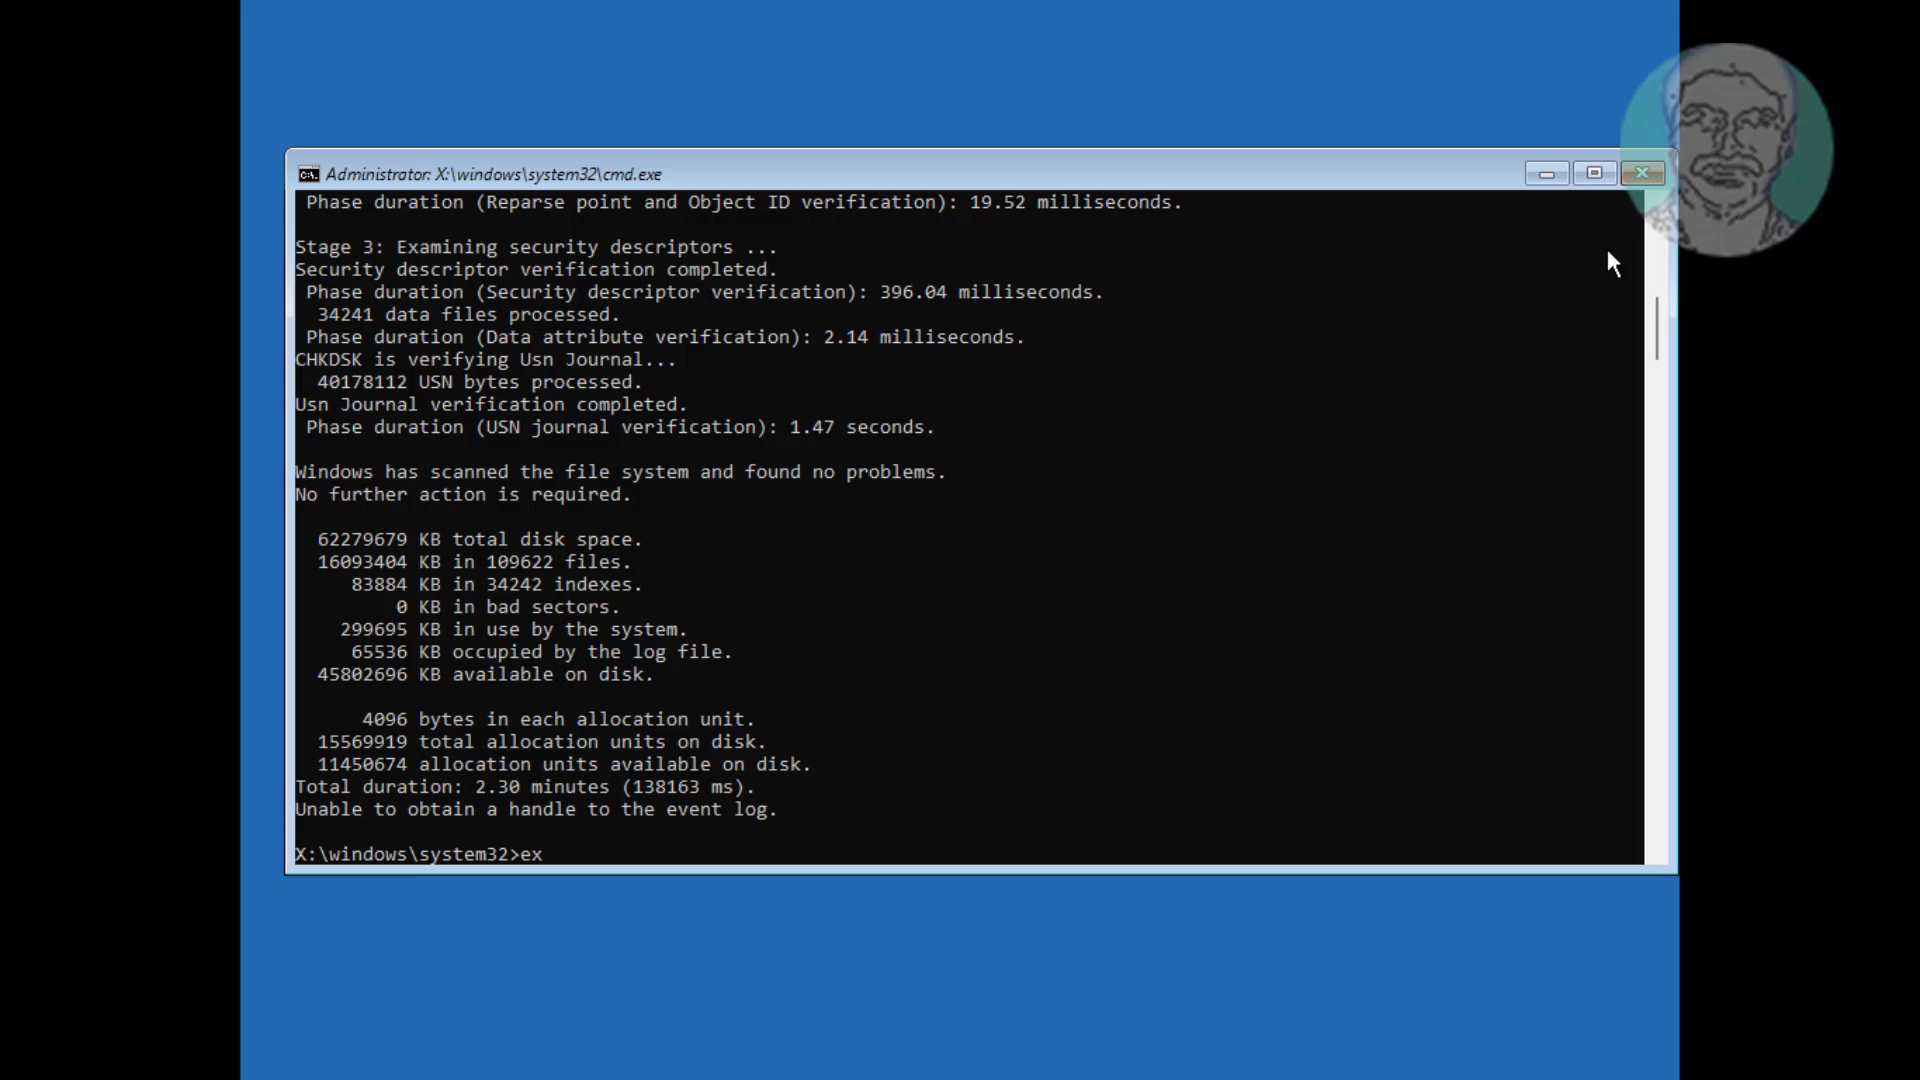 Administrator: X:\windows\system32\cmd.exe
Phase duration (Reparse point and Object ID verification): 19.52 milliseconds.
Stage 3: Examining security descriptors ...
Security descriptor verification completed.
Phase duration (Security descriptor verification): 396.04 milliseconds.
34241 data files processed.
Phase duration (Data attribute verification): 2.14 milliseconds.
CHKDSK is verifying Usn Journal...
40178112 USN bytes processed.
Usn Journal verification completed.
Phase duration (USN journal verification): 1.47 seconds.
Windows has scanned the file system and found no problems.
No further action is required.
62279679 KB total disk space.
16093404 KB in 109622 files.
83884 KB in 34242 indexes.
0 KB in bad sectors.
299695 KB in use by the system.
65536 KB occupied by the log file.
45802696 KB available on disk.
4096 bytes in each allocation unit.
15569919 total allocation units on disk.
11450674 allocation units available on disk.
Total duration: 2.30 minutes (138163 ms).
Unable to obtain a handle to the event log.
X:\windows\system32>ex